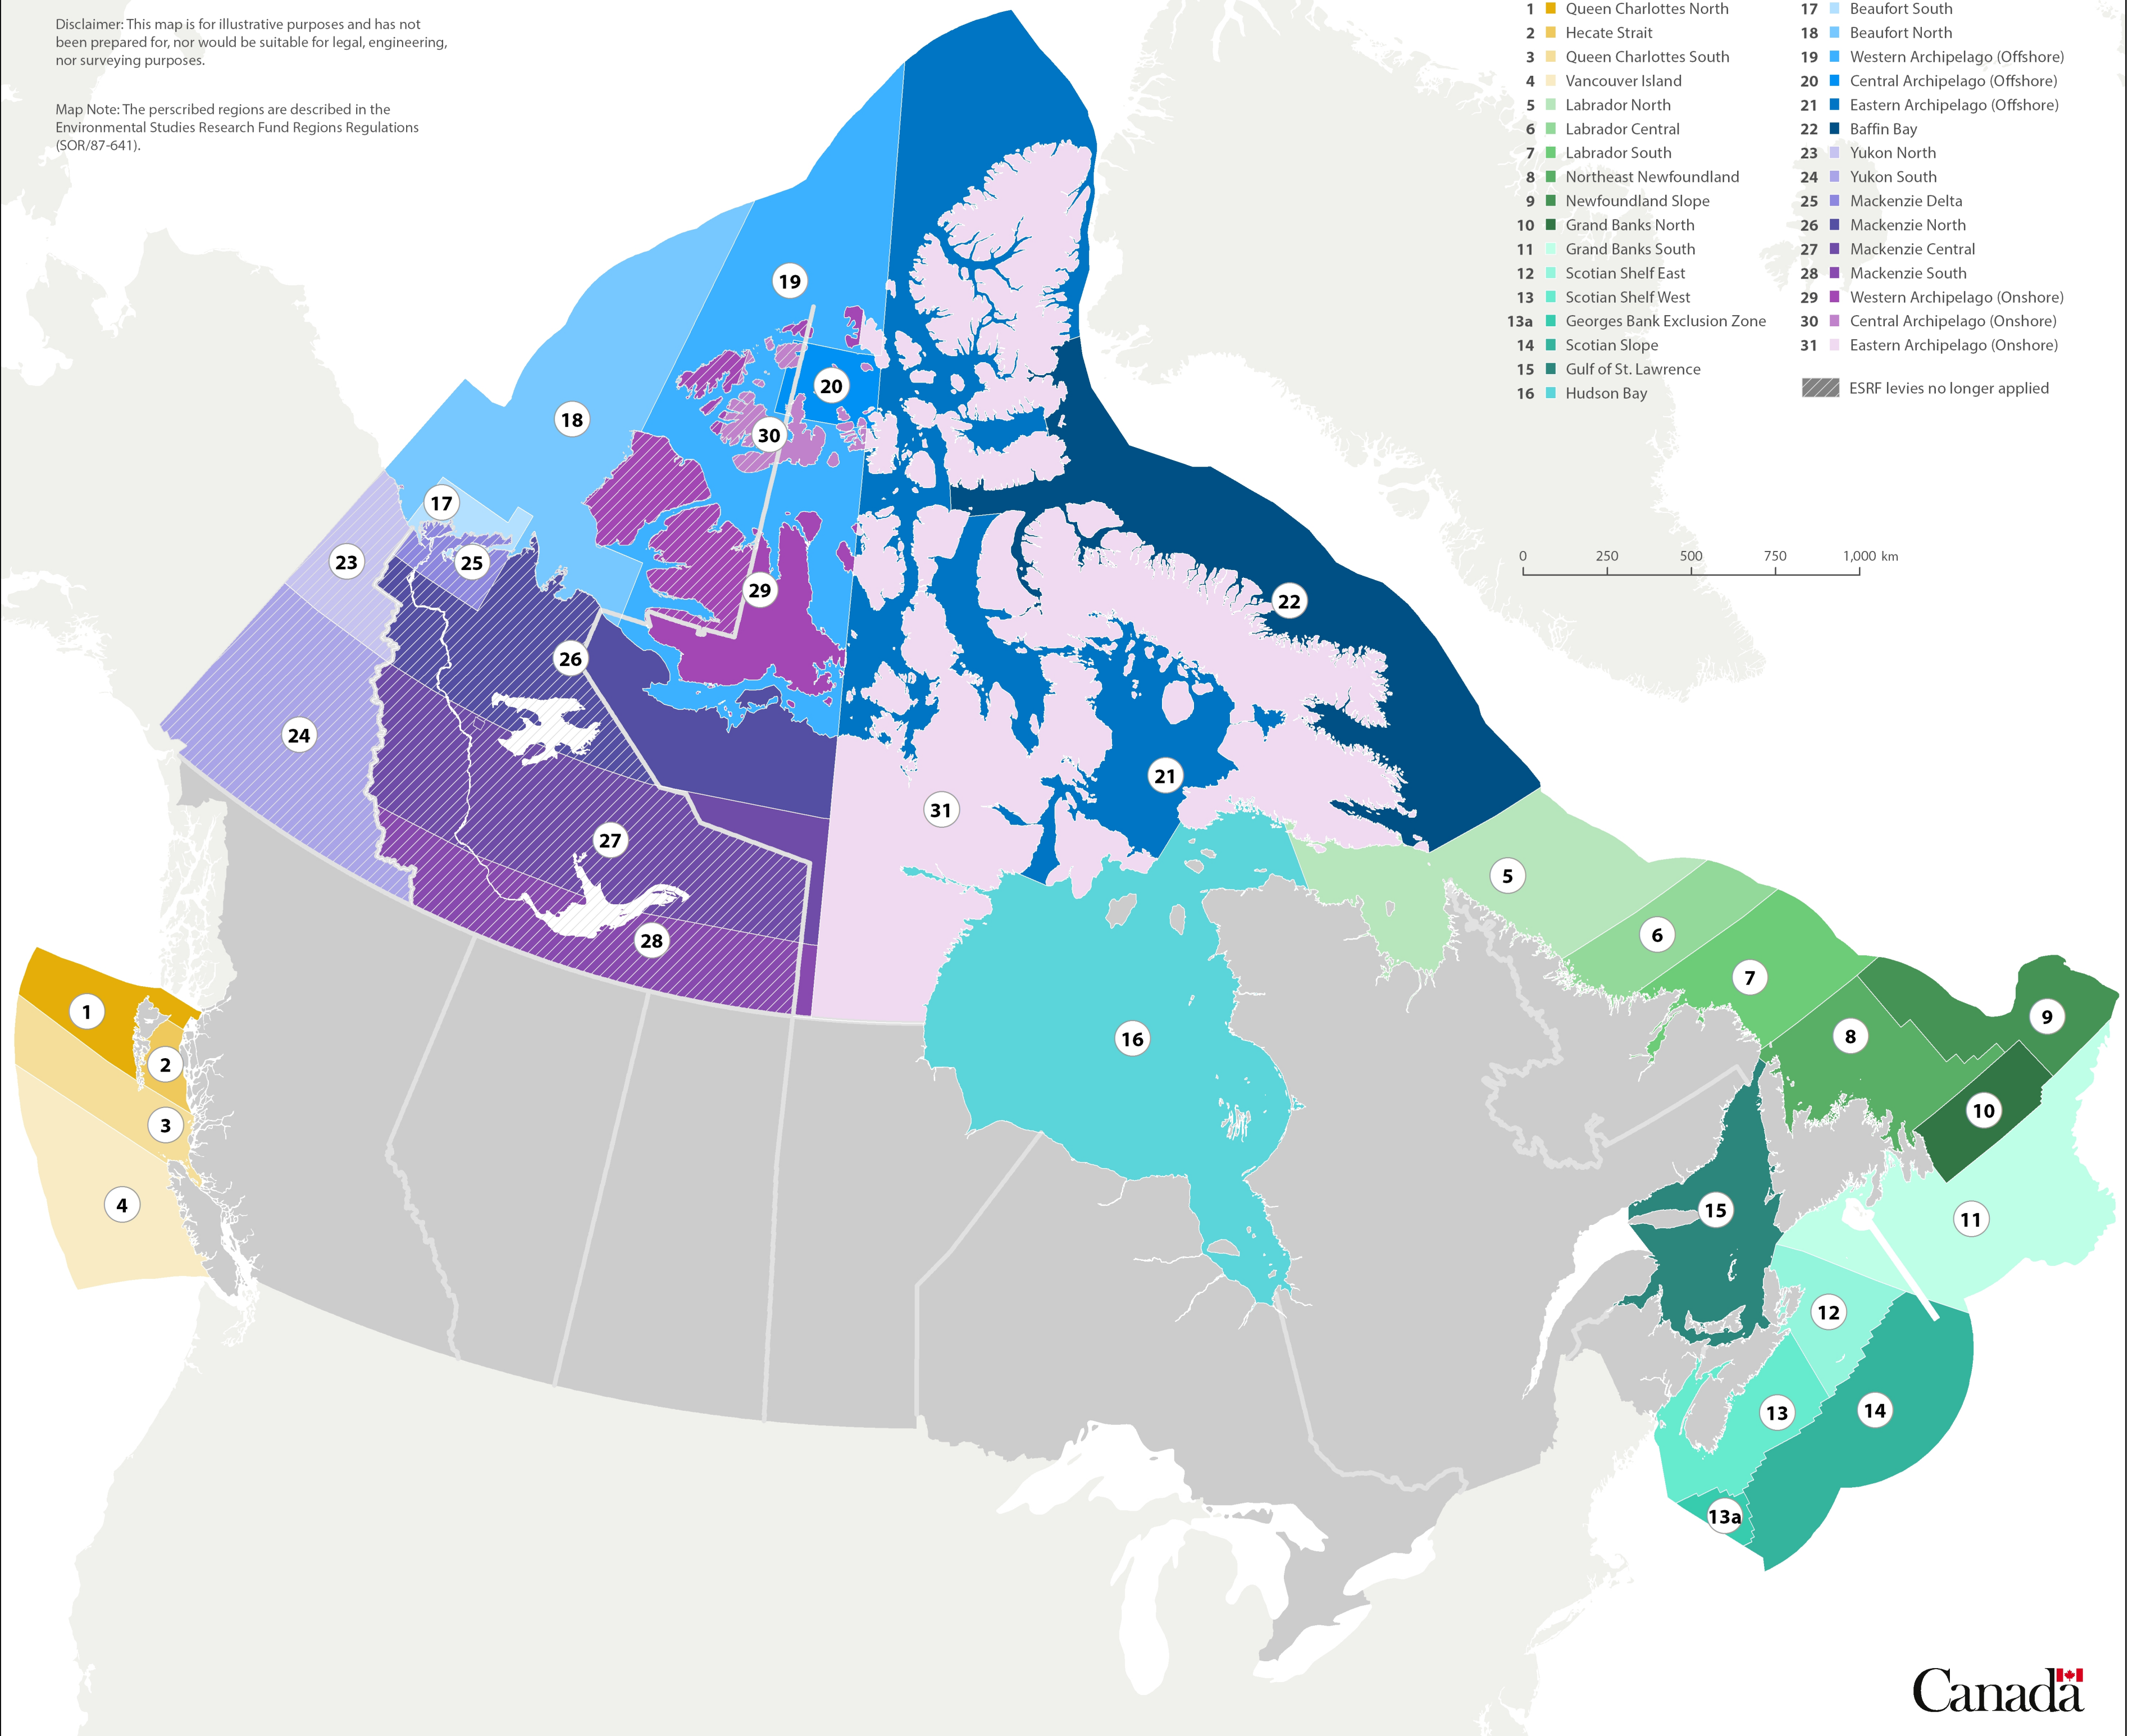 Disclaimer: This map is for illustrative purposes and has not
been prepared for, nor would be suitable for legal, engineering,
nor surveying purposes.
Map Note: The perscribed regions are described in the
Environmental Studies Research Fund Regions Regulations
(SOR/87-641).
1 Queen Charlottes North
2 Hecate Strait
3 Queen Charlottes South
4 Vancouver Island
5 Labrador North
6 Labrador Central
7 Labrador South
8 Northeast Newfoundland
9 Newfoundland Slope
10 Grand Banks North
11 Grand Banks South
12 Scotian Shelf East
13 Scotian Shelf West
13a Georges Bank Exclusion Zone
14 Scotian Slope
15 Gulf of St. Lawrence
16 Hudson Bay
17 Beaufort South
18 Beaufort North
19 Western Archipelago (Offshore)
20 Central Archipelago (Offshore)
21 Eastern Archipelago (Offshore)
22 Baffin Bay
23 Yukon North
24 Yukon South
25 Mackenzie Delta
26 Mackenzie North
27 Mackenzie Central
28 Mackenzie South
29 Western Archipelago (Onshore)
30 Central Archipelago (Onshore)
31 Eastern Archipelago (Onshore)
ESRF levies no longer applied
0 250 500 750 1,000 km
19
20
18
30
17
23
25
29
22
26
24
21
31
27
5
28
6
7
1
9
8
16
2
10
3
4
15
11
12
13
14
13a
Canada